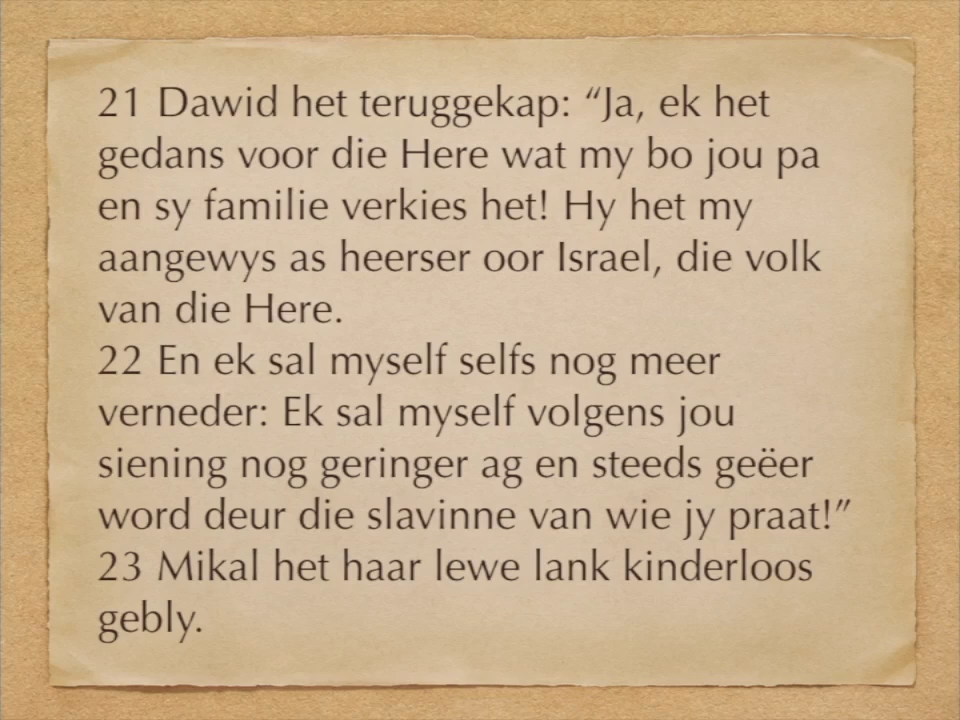 21 Dawid het teruggekap: “Ja, ek het
gedans voor die Here wat my bo jou pa
en sy familie verkies het! Hy het my
aangewys as heerser oor Israel, die volk
van die Here.
22 En ek sal myself selfs nog meer
verneder: Ek sal myself volgens jou
siening nog geringer ag en steeds geëer
word deur die slavinne van wie jy praat!”
23 Mikal het haar lewe lank kinderloos
gebly.